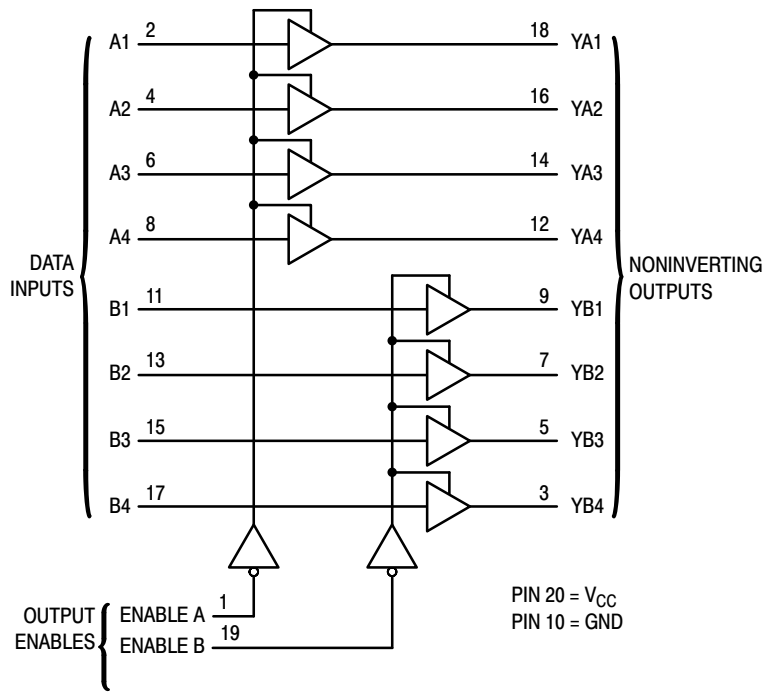 A1 2 18 YA1
A2 4 16 YA2
A3 6 14 YA3
A4 8 12 YA4
DATA
INPUTS
NONINVERTING
OUTPUTS
B1 11 9 YB1
B2 13 7 YB2
B3 15 5 YB3
B4 17 3 YB4
OUTPUT
ENABLES
ENABLE A 1
ENABLE B 19
PIN 20 = VCC
PIN 10 = GND